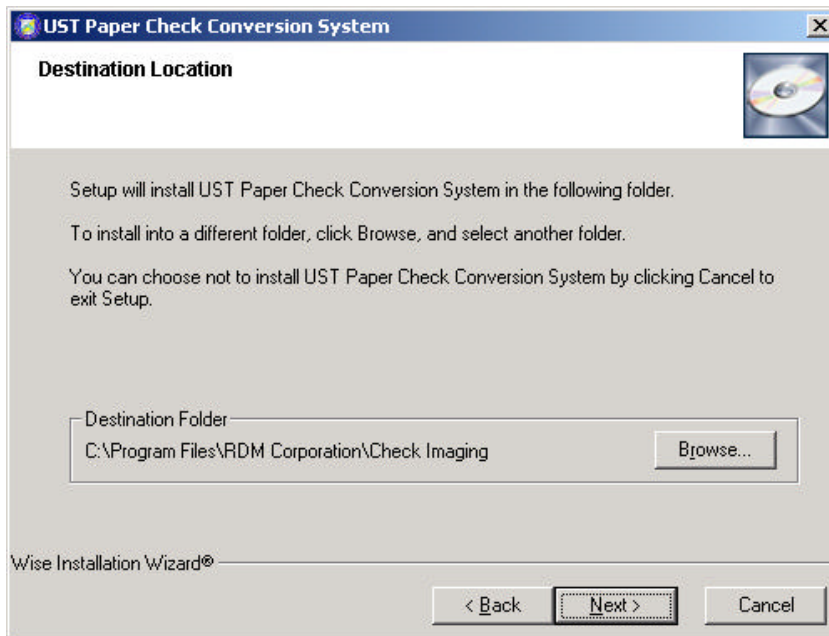 UST Paper Check Conversion System
Destination Location
Setup will install UST Paper Check Conversion System in the following folder.
To install into a different folder, click Browse, and select another folder.
You can choose not to install UST Paper Check Conversion System by clicking Cancel to
exit Setup.
Destination Folder
C:\Program Files\RDM Corporation\Check Imaging
Browse...
Wise Installation Wizard®
< Back
Next >
Cancel